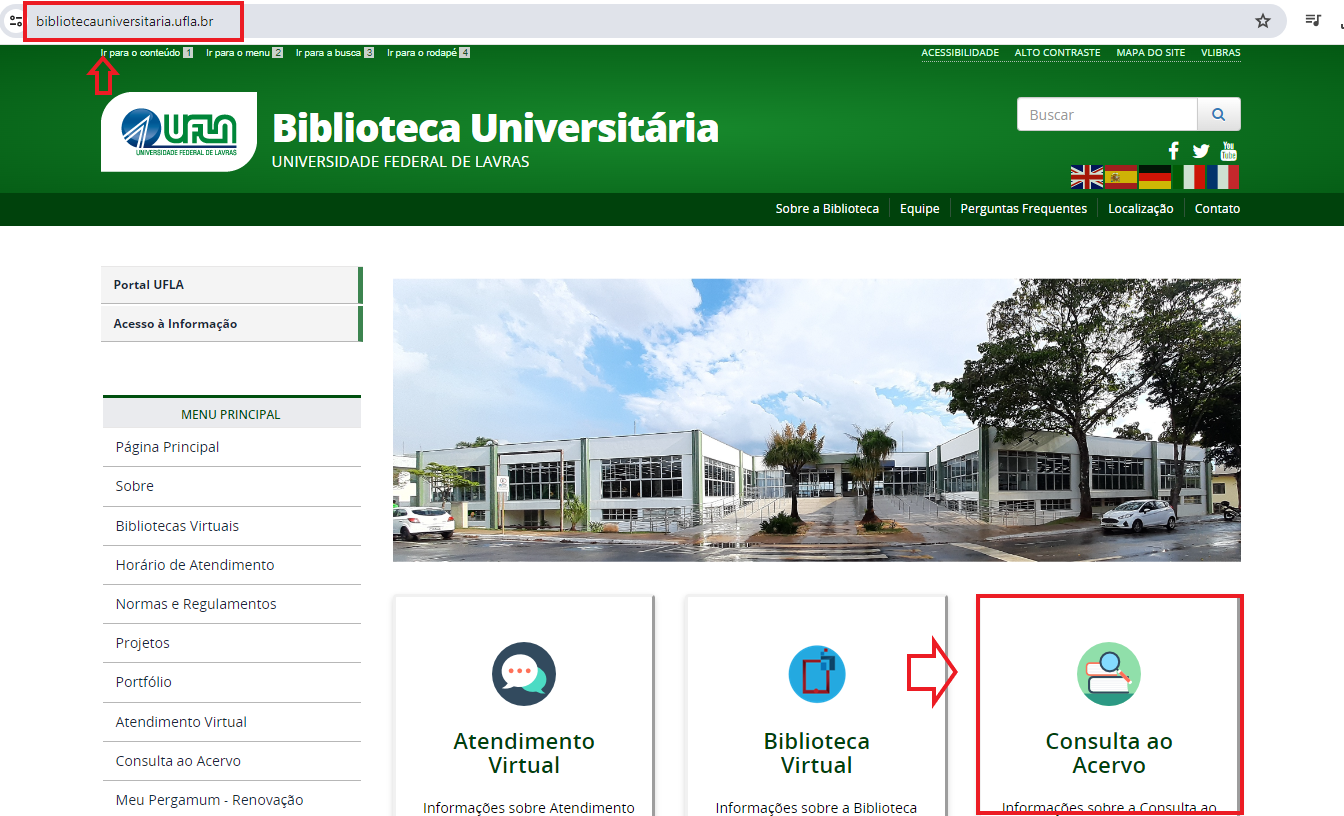 bibliotecauniversitaria.ufla.br
Ir para o conteúdo 1 Ir para o menu 2 Ir para a busca 3 Ir para o rodapé 4
ACESSIBILIDADE ALTO CONTRASTE MAPA DO SITE VLIBRAS
UFLA
UNIVERSIDADE FEDERAL DE LAVRAS
Biblioteca Universitária
UNIVERSIDADE FEDERAL DE LAVRAS
Buscar
You
Tube
Sobre a Biblioteca Equipe Perguntas Frequentes Localização Contato
Portal UFLA
Acesso à Informação
MENU PRINCIPAL
Página Principal
Sobre
Bibliotecas Virtuais
Horário de Atendimento
Normas e Regulamentos
Projetos
Portfólio
Atendimento Virtual
Consulta ao Acervo
Meu Pergamum - Renovação
Atendimento
Virtual
Informações sobre Atendimento
Biblioteca
Virtual
Informações sobre a Biblioteca
Consulta ao
Acervo
Informações sobre a Consulta ao